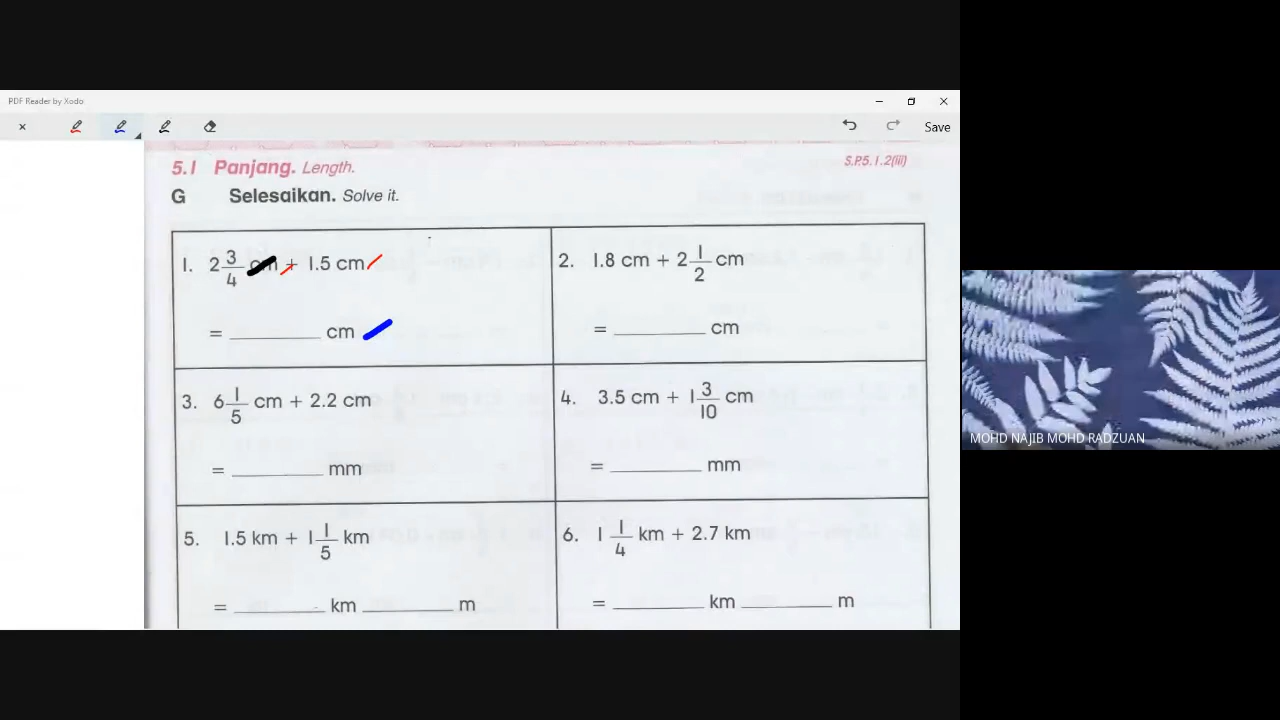 PDF Reader by Xodo
Save
5.1 Panjang. Length.
S.P.5.1.2(iii)
G Selesaikan. Solve it.
1. 2 3/4 cm + 1.5 cm
= ________ cm
2. 1.8 cm + 2 1/2 cm
= ________ cm
3. 6 1/5 cm + 2.2 cm
= ________ mm
4. 3.5 cm + 1 3/10 cm
= ________ mm
5. 1.5 km + 1 1/5 km
= ________ km ________ m
6. 1 1/4 km + 2.7 km
= ________ km ________ m
MOHD NAJIB MOHD RADZUAN